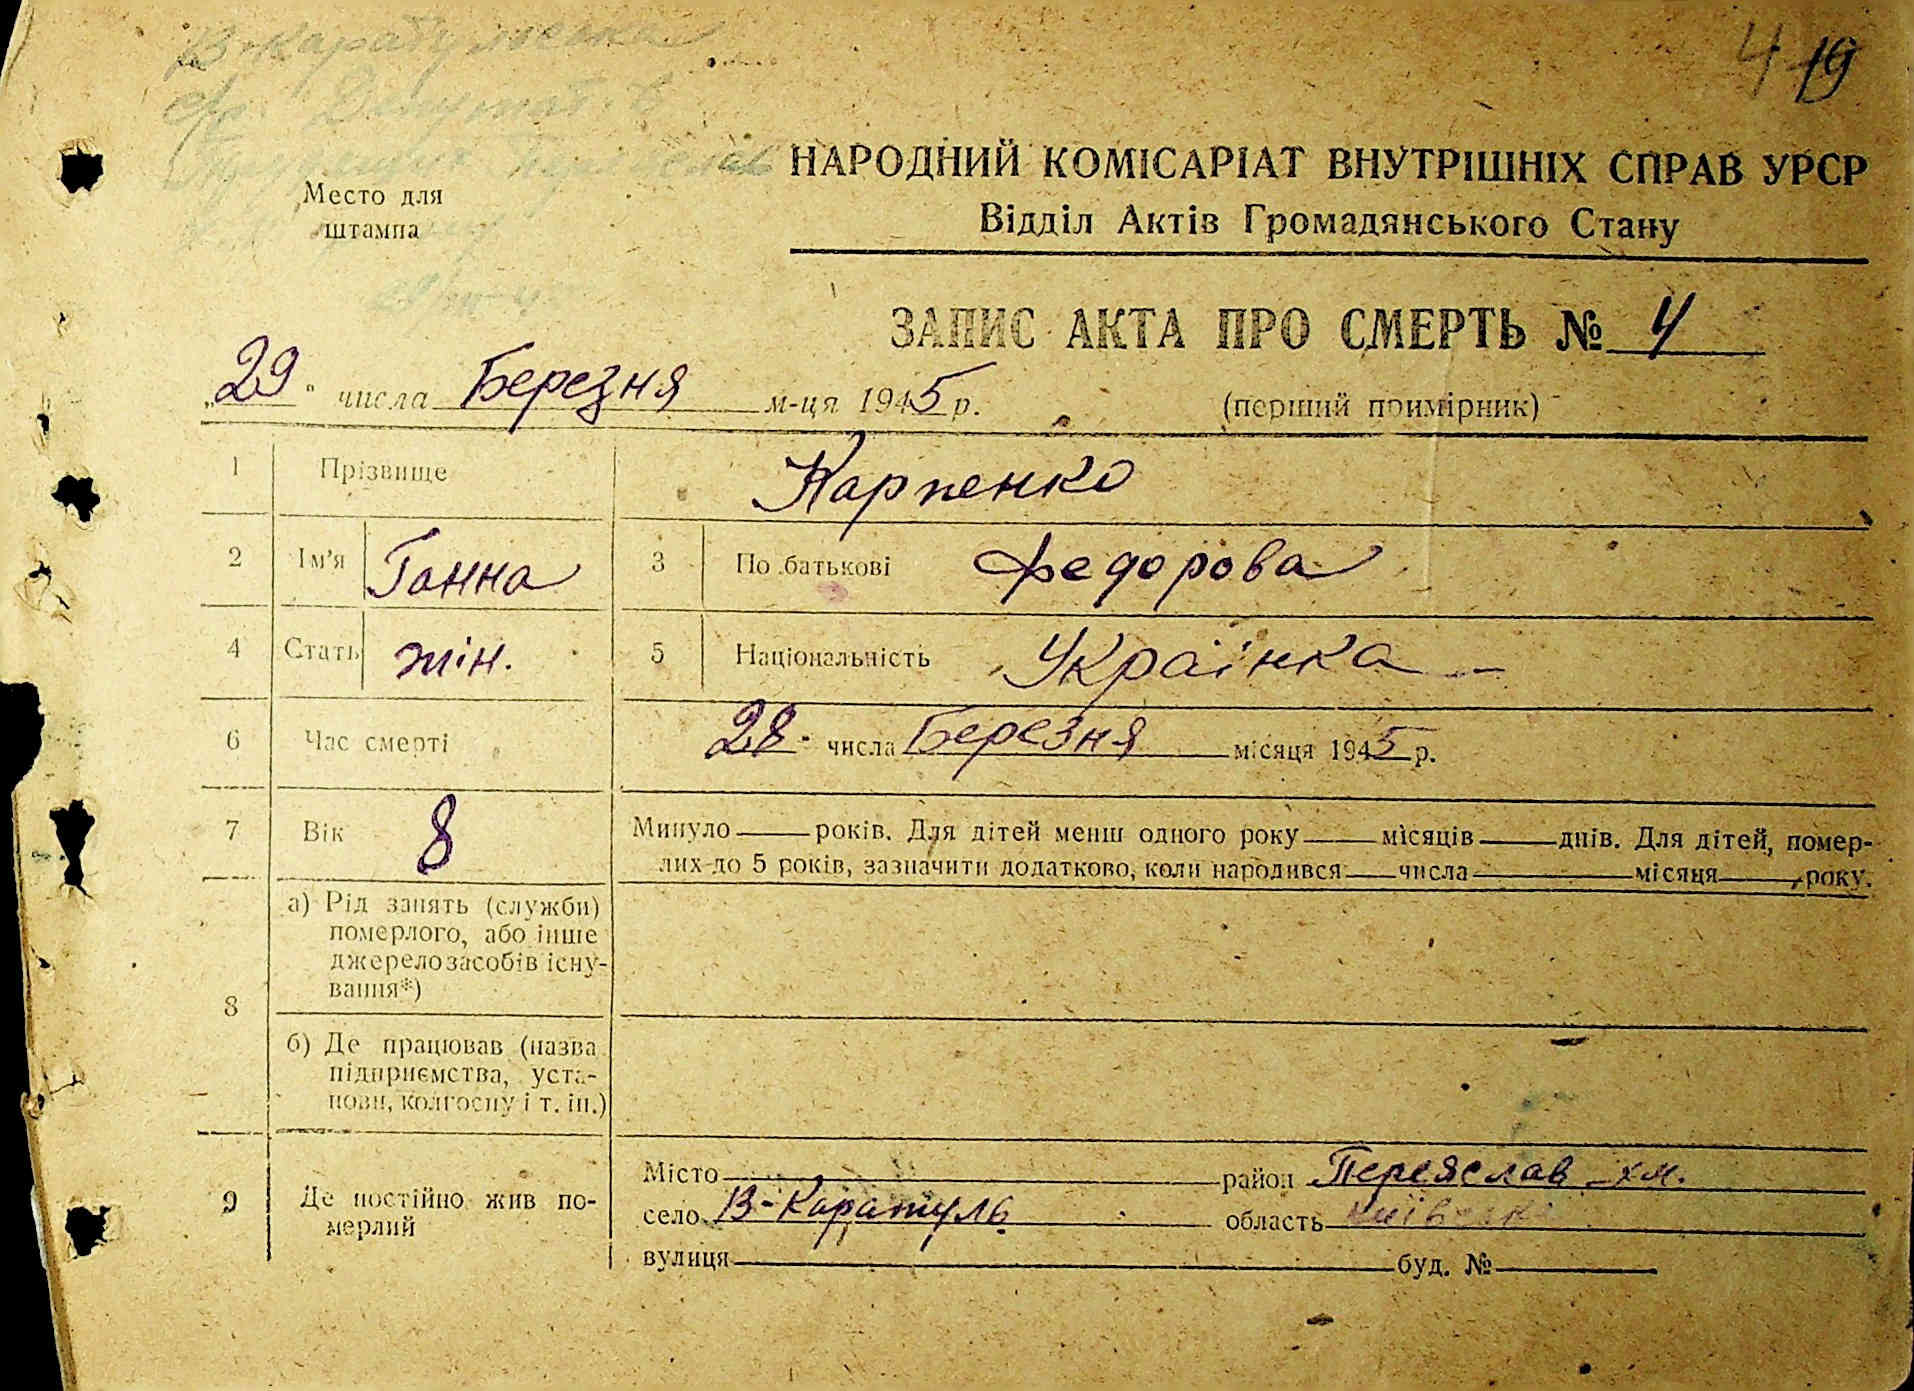 В-Каратульська
4 19
НАРОДНИЙ КОМІСАРІАТ ВНУТРІШНІХ СПРАВ УРСР
Відділ Актів Громадянського Стану
Место для
штампа
ЗАПИС АКТА ПРО СМЕРТЬ № 4
„29" числа Березня м-ця 1945 р.
(перший примірник)
1 Прізвище Карпенко
2 Ім'я Ганна 3 По батькові Федорова
4 Стать жін. 5 Національність Українка
6 Час смерті 28 числа Березня місяця 1945 р.
7 Вік 8 Минуло років. Для дітей менш одного року місяців днів. Для дітей, помер-
лих до 5 років, зазначити додатково, коли народився числа місяця року.
8 а) Рід занять (служби)
померлого, або інше
джерело засобів існу-
вання*)
б) Де працював (назва
підприємства, уста-
нови, колгоспу і т. ін.)
9 Де постійно жив по-
мерлий
Місто район Переяслав-хм.
село В-Каратуль область Київська
вулиця буд. №